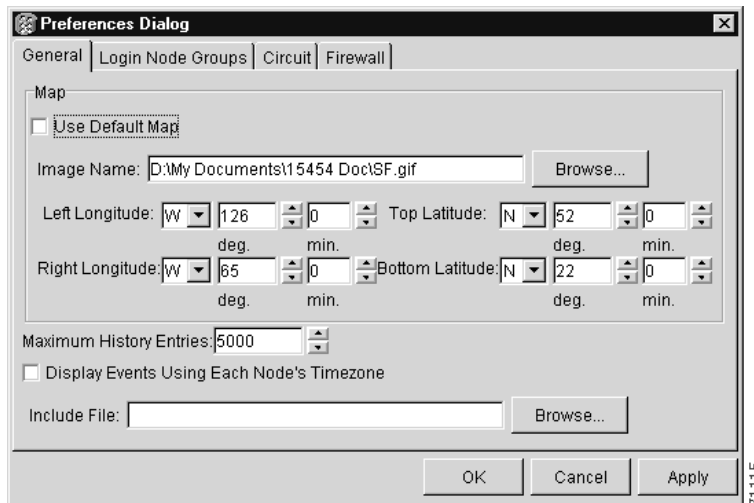 Preferences Dialog
General Login Node Groups Circuit Firewall
Map
Use Default Map
Image Name: D:\My Documents\15454 Doc\SF.gif Browse...
Left Longitude: W 126 0 Top Latitude: N 52 0
deg. min. deg. min.
Right Longitude: W 65 0 Bottom Latitude: N 22 0
deg. min. deg. min.
Maximum History Entries: 5000
Display Events Using Each Node's Timezone
Include File: Browse...
OK Cancel Apply